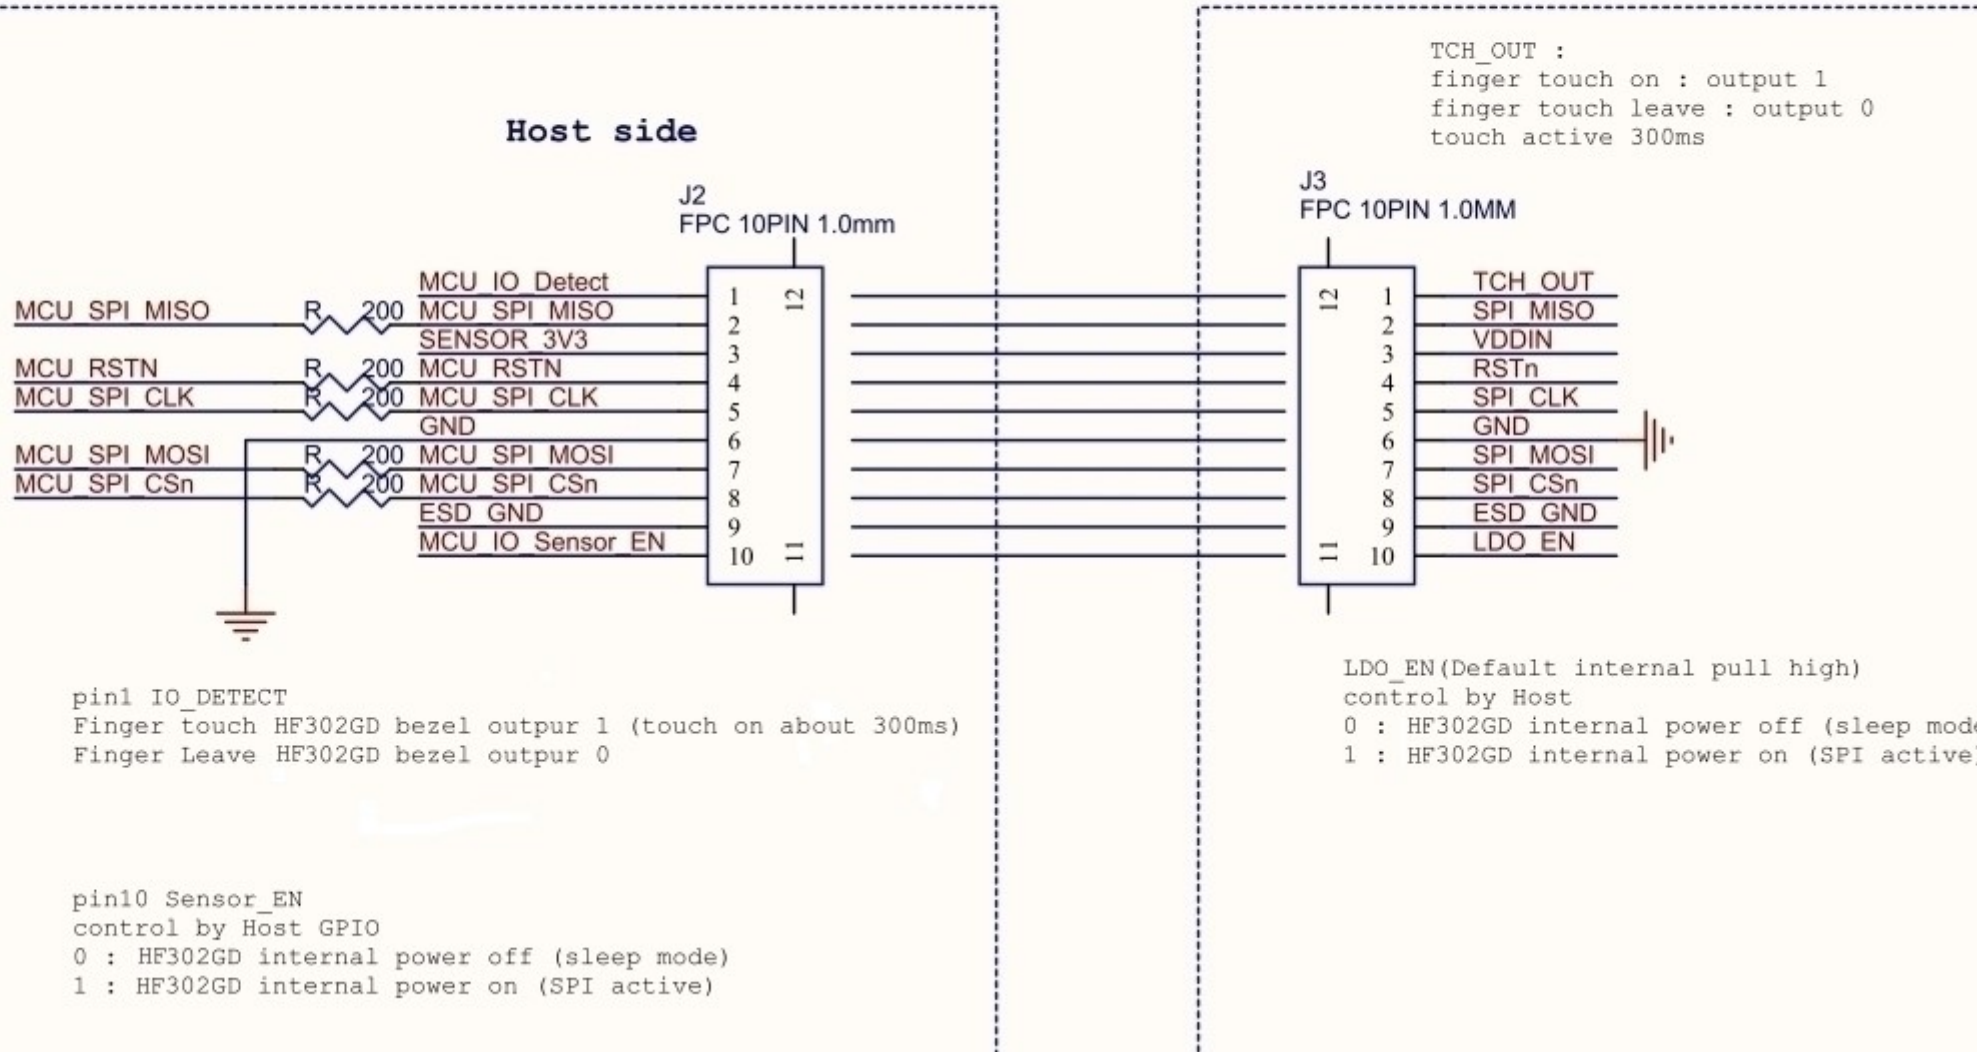 TCH_OUT :
finger touch on : output 1
finger touch leave : output 0
touch active 300ms
Host side
J2
FPC 10PIN 1.0mm
J3
FPC 10PIN 1.0MM
MCU_SPI_MISO R 200
MCU_RSTN R 200
MCU_SPI_CLK R 200
MCU_SPI_MOSI R 200
MCU_SPI_CSn R 200
MCU_IO_Detect 1 12
MCU_SPI_MISO 2
SENSOR_3V3 3
MCU_RSTN 4
MCU_SPI_CLK 5
GND 6
MCU_SPI_MOSI 7
MCU_SPI_CSn 8
ESD_GND 9
MCU_IO_Sensor_EN 10 11
12 1 TCH_OUT
2 SPI_MISO
3 VDDIN
4 RSTn
5 SPI_CLK
6 GND
7 SPI_MOSI
8 SPI_CSn
9 ESD_GND
11 10 LDO_EN
pin1 IO_DETECT
Finger touch HF302GD bezel outpur 1 (touch on about 300ms)
Finger Leave HF302GD bezel outpur 0
LDO_EN(Default internal pull high)
control by Host
0 : HF302GD internal power off (sleep mode
1 : HF302GD internal power on (SPI active)
pin10 Sensor_EN
control by Host GPIO
0 : HF302GD internal power off (sleep mode)
1 : HF302GD internal power on (SPI active)